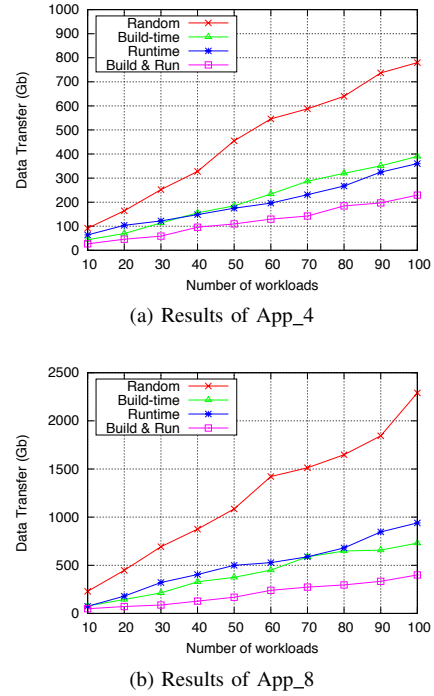 1000
900
800
700
600
500
400
300
200
100
0
Data Transfer (Gb)
Random
Build-time
Runtime
Build & Run
10 20 30 40 50 60 70 80 90 100
Number of workloads
(a) Results of App_4
2500
2000
1500
1000
500
0
Data Transfer (Gb)
Random
Build-time
Runtime
Build & Run
10 20 30 40 50 60 70 80 90 100
Number of workloads
(b) Results of App_8